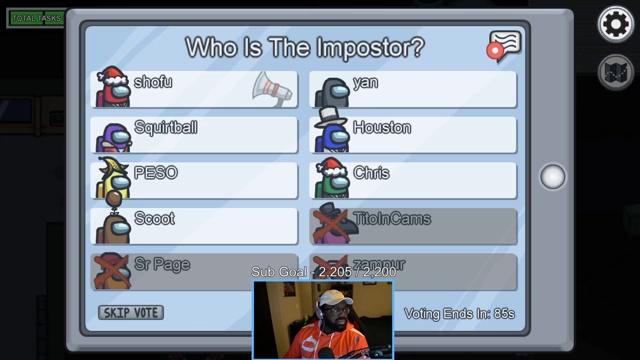 TOTAL TASKS
Who Is The Impostor?
shofu
yan
Squirtball
Houston
PESO
Chris
Scoot
TitoInCams
Sr Page
zampur
Sub Goal - 2,205 / 2,200
SKIP VOTE
Voting Ends In: 85s